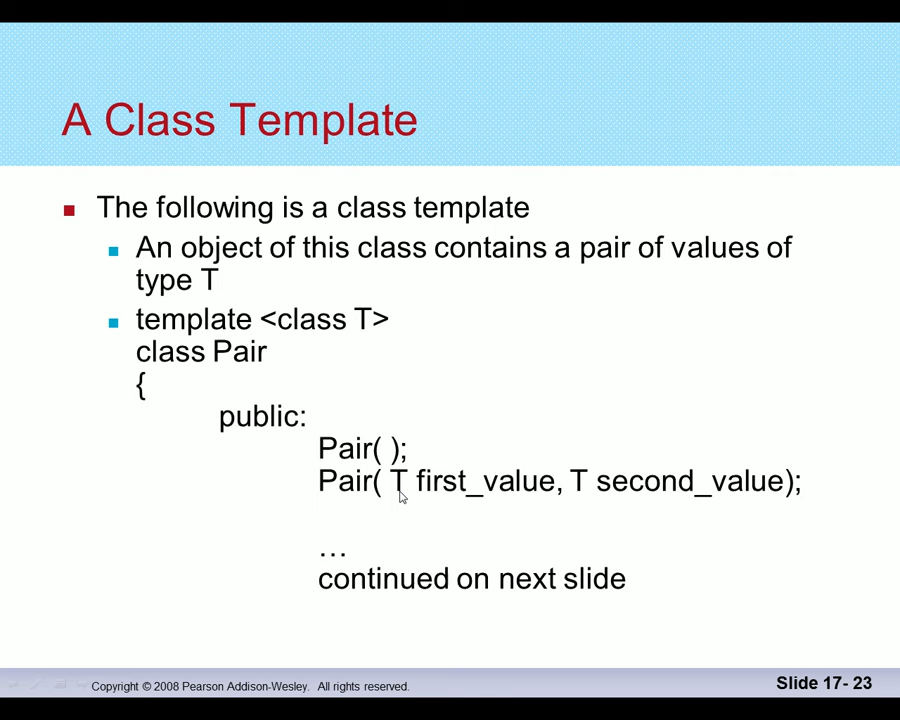 A Class Template
The following is a class template
An object of this class contains a pair of values of
type T
template <class T>
class Pair
{
public:
Pair( );
Pair( T first_value, T second_value);
…
continued on next slide
Copyright © 2008 Pearson Addison-Wesley. All rights reserved.
Slide 17- 23